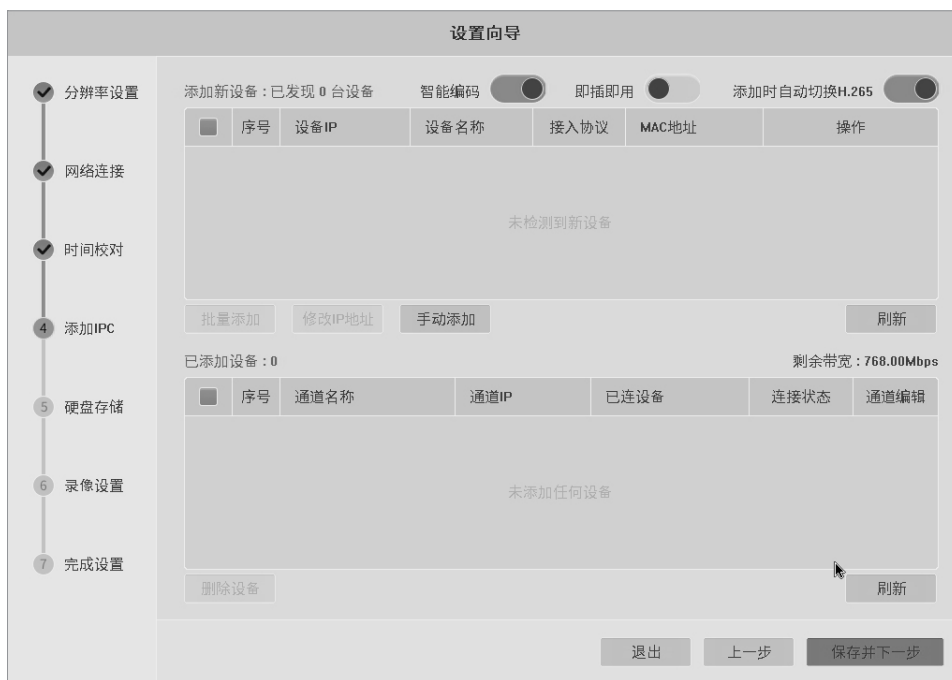 设置向导
分辨率设置
网络连接
时间校对
4 添加IPC
5 硬盘存储
6 录像设置
7 完成设置
添加新设备：已发现 0 台设备 智能编码 即插即用 添加时自动切换H.265
序号 设备IP 设备名称 接入协议 MAC地址 操作
未检测到新设备
批量添加 修改IP地址 手动添加 刷新
已添加设备：0 剩余带宽：768.00Mbps
序号 通道名称 通道IP 已连设备 连接状态 通道编辑
未添加任何设备
删除设备 刷新
退出 上一步 保存并下一步